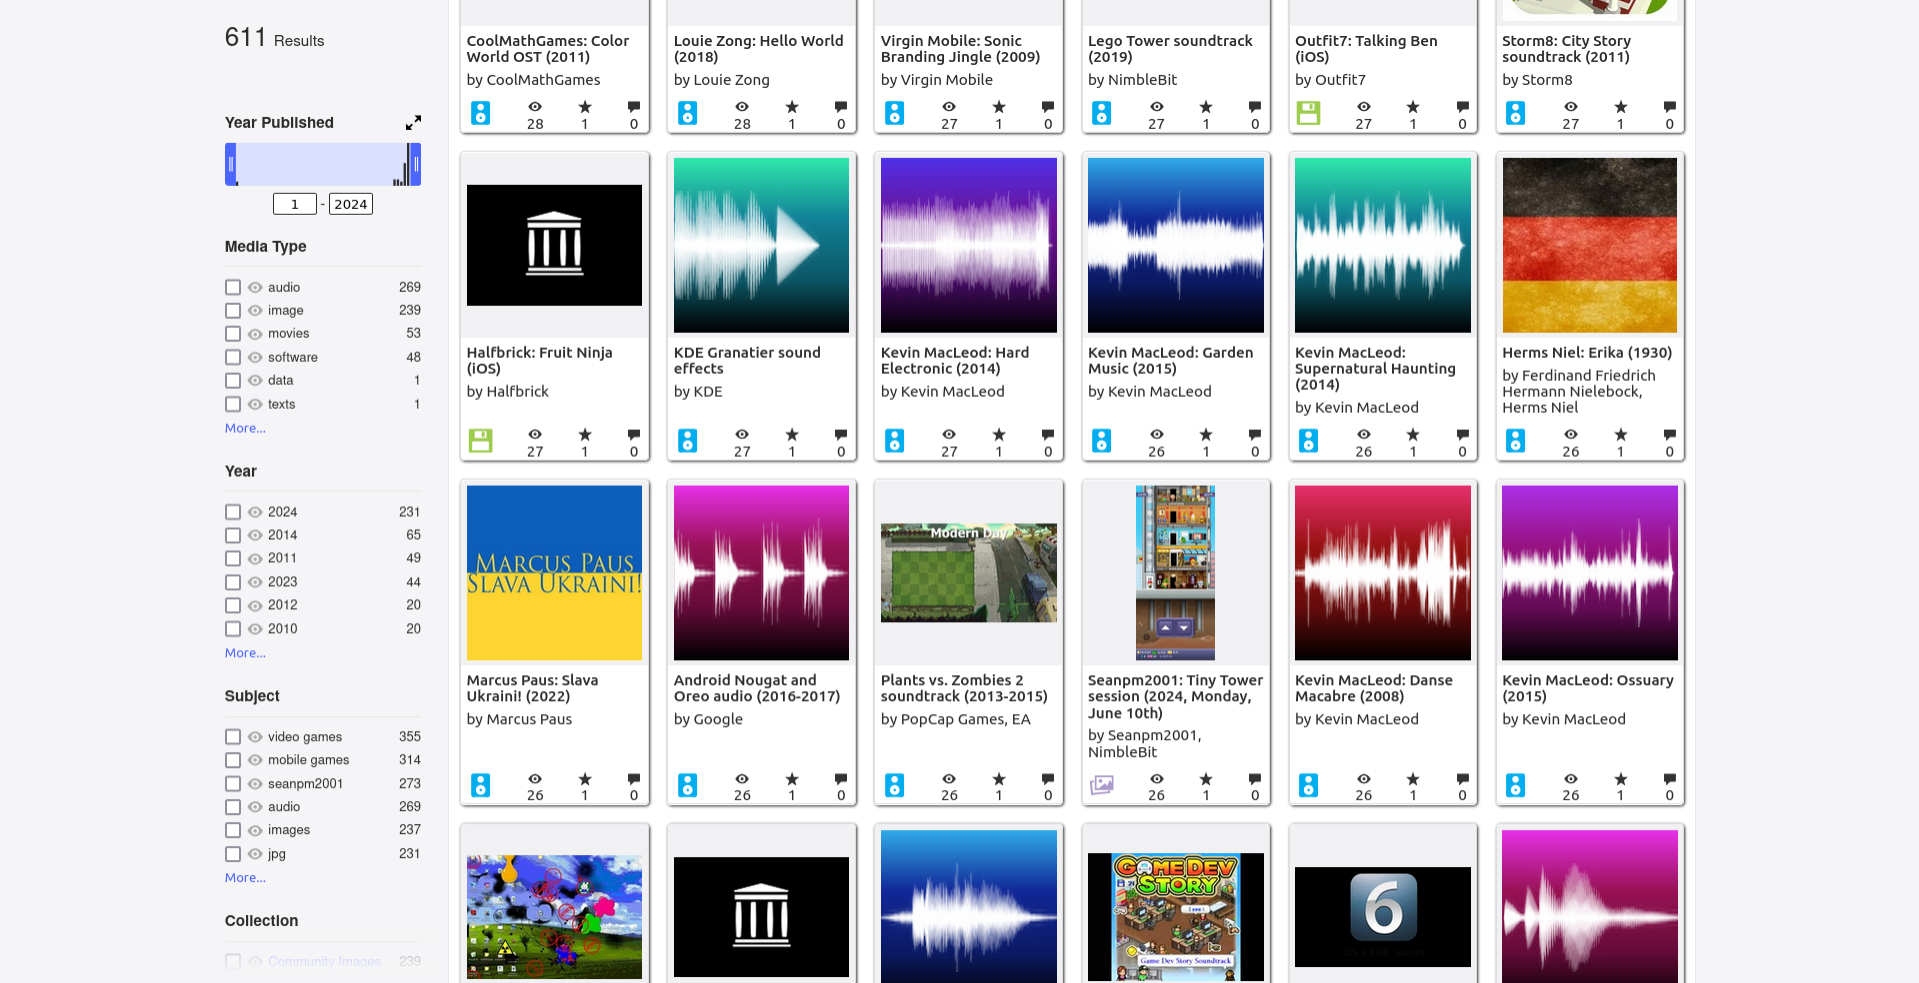 611 Results
Year Published
1 - 2024
Media Type
audio 269
image 239
movies 53
software 48
data 1
texts 1
More...
Year
2024 231
2014 65
2011 49
2023 44
2012 20
2010 20
More...
Subject
video games 355
mobile games 314
seanpm2001 273
audio 269
images 237
jpg 231
More...
Collection
Community Images 239
CoolMathGames: Color
World OST (2011)
by CoolMathGames
28 1 0
Louie Zong: Hello World
(2018)
by Louie Zong
28 1 0
Virgin Mobile: Sonic
Branding Jingle (2009)
by Virgin Mobile
27 1 0
Lego Tower soundtrack
(2019)
by NimbleBit
27 1 0
Outfit7: Talking Ben
(iOS)
by Outfit7
27 1 0
Storm8: City Story
soundtrack (2011)
by Storm8
27 1 0
Halfbrick: Fruit Ninja
(iOS)
by Halfbrick
27 1 0
KDE Granatier sound
effects
by KDE
27 1 0
Kevin MacLeod: Hard
Electronic (2014)
by Kevin MacLeod
27 1 0
Kevin MacLeod: Garden
Music (2015)
by Kevin MacLeod
26 1 0
Kevin MacLeod:
Supernatural Haunting
(2014)
by Kevin MacLeod
26 1 0
Herms Niel: Erika (1930)
by Ferdinand Friedrich
Hermann Nielebock,
Herms Niel
26 1 0
Marcus Paus
Slava Ukraini!
Marcus Paus: Slava
Ukraini! (2022)
by Marcus Paus
26 1 0
Android Nougat and
Oreo audio (2016-2017)
by Google
26 1 0
Modern Day
Plants vs. Zombies 2
soundtrack (2013-2015)
by PopCap Games, EA
26 1 0
Seanpm2001: Tiny Tower
session (2024, Monday,
June 10th)
by Seanpm2001,
NimbleBit
26 1 0
Kevin MacLeod: Danse
Macabre (2008)
by Kevin MacLeod
26 1 0
Kevin MacLeod: Ossuary
(2015)
by Kevin MacLeod
26 1 0
GAME DEV
STORY
Game Dev Story Soundtrack
6